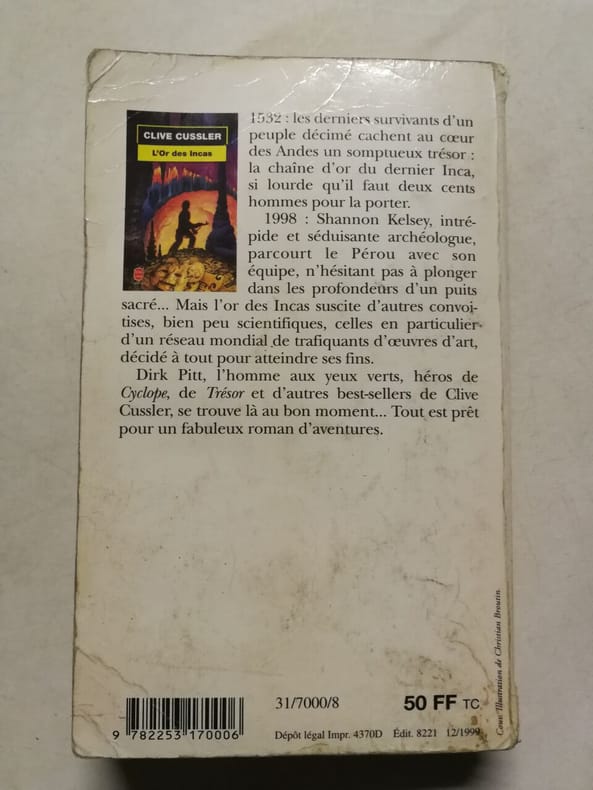 CLIVE CUSSLER
L'Or des Incas
1532 : les derniers survivants d'un
peuple décimé cachent au cœur
des Andes un somptueux trésor :
la chaîne d'or du dernier Inca,
si lourde qu'il faut deux cents
hommes pour la porter.
1998 : Shannon Kelsey, intré-
pide et séduisante archéologue,
parcourt le Pérou avec son
équipe, n'hésitant pas à plonger
dans les profondeurs d'un puits
sacré... Mais l'or des Incas suscite d'autres convoi-
tises, bien peu scientifiques, celles en particulier
d'un réseau mondial de trafiquants d'œuvres d'art,
décidé à tout pour atteindre ses fins.
Dirk Pitt, l'homme aux yeux verts, héros de
Cyclope, de Trésor et d'autres best-sellers de Clive
Cussler, se trouve là au bon moment... Tout est prêt
pour un fabuleux roman d'aventures.
Couv. Illustration de Christian Broutin.
31/7000/8
50 FF TC
9 782253 170006
Dépôt légal Impr. 4370D Édit. 8221 12/1999